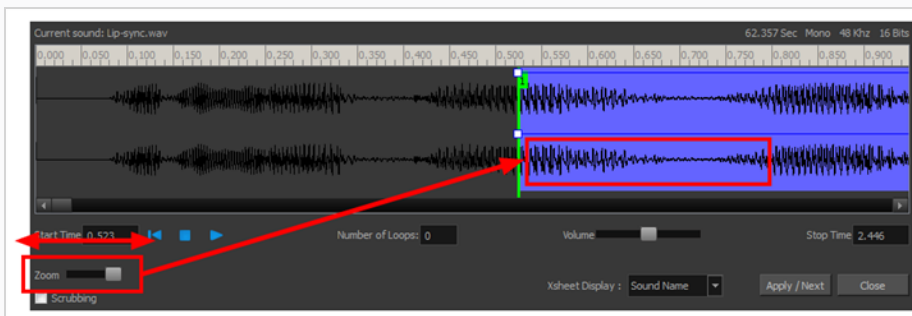 Current sound: Lip-sync.wav 62.357 Sec Mono 48 Khz 16 Bits
0.000 0.050 0.100 0.150 0.200 0.250 0.300 0.350 0.400 0.450 0.500 0.550 0.600 0.650 0.700 0.750 0.800 0.850 0.900
Start Time 0.523 Number of Loops: 0 Volume Stop Time 2.446
Zoom
Xsheet Display : Sound Name Apply / Next Close
Scrubbing